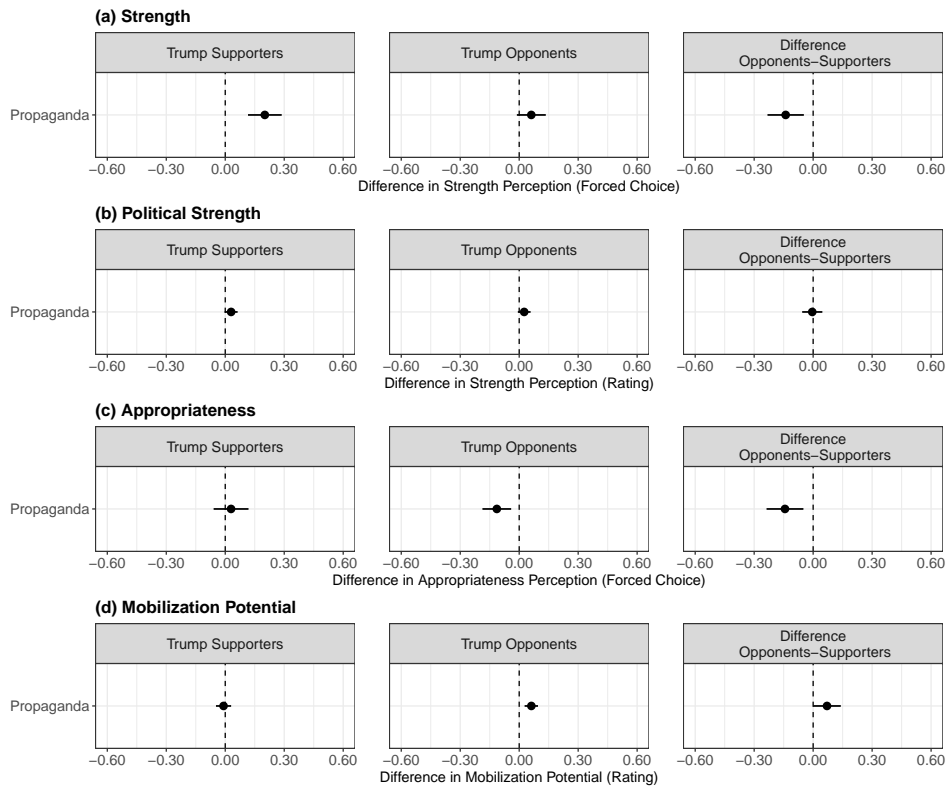 (a) Strength
Trump Supporters
Trump Opponents
Difference
Opponents−Supporters
Propaganda
−0.60 −0.30 0.00 0.30 0.60 −0.60 −0.30 0.00 0.30 0.60 −0.60 −0.30 0.00 0.30 0.60
Difference in Strength Perception (Forced Choice)
(b) Political Strength
Trump Supporters
Trump Opponents
Difference
Opponents−Supporters
Propaganda
−0.60 −0.30 0.00 0.30 0.60 −0.60 −0.30 0.00 0.30 0.60 −0.60 −0.30 0.00 0.30 0.60
Difference in Strength Perception (Rating)
(c) Appropriateness
Trump Supporters
Trump Opponents
Difference
Opponents−Supporters
Propaganda
−0.60 −0.30 0.00 0.30 0.60 −0.60 −0.30 0.00 0.30 0.60 −0.60 −0.30 0.00 0.30 0.60
Difference in Appropriateness Perception (Forced Choice)
(d) Mobilization Potential
Trump Supporters
Trump Opponents
Difference
Opponents−Supporters
Propaganda
−0.60 −0.30 0.00 0.30 0.60 −0.60 −0.30 0.00 0.30 0.60 −0.60 −0.30 0.00 0.30 0.60
Difference in Mobilization Potential (Rating)